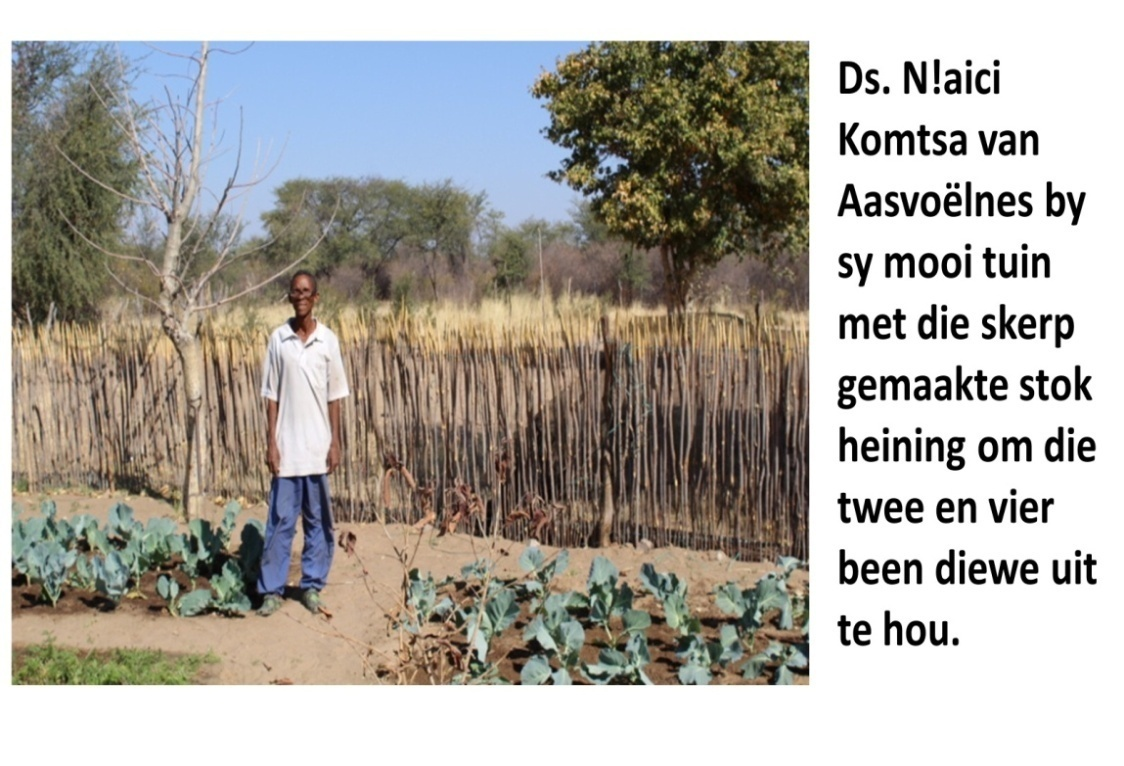 Ds. N!aici
Komtsa van
Aasvoëlnes by
sy mooi tuin
met die skerp
gemaakte stok
heining om die
twee en vier
been diewe uit
te hou.